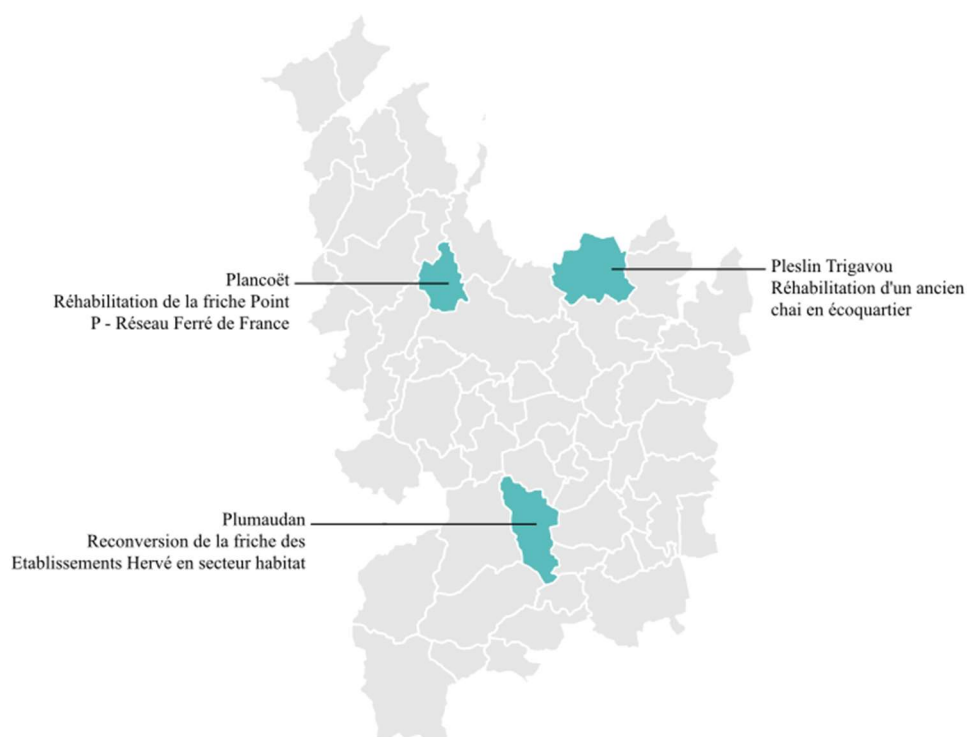 Plancoët
Réhabilitation de la friche Point
P - Réseau Ferré de France
Pleslin Trigavou
Réhabilitation d'un ancien
chai en écoquartier
Plumaudan
Reconversion de la friche des
Etablissements Hervé en secteur habitat